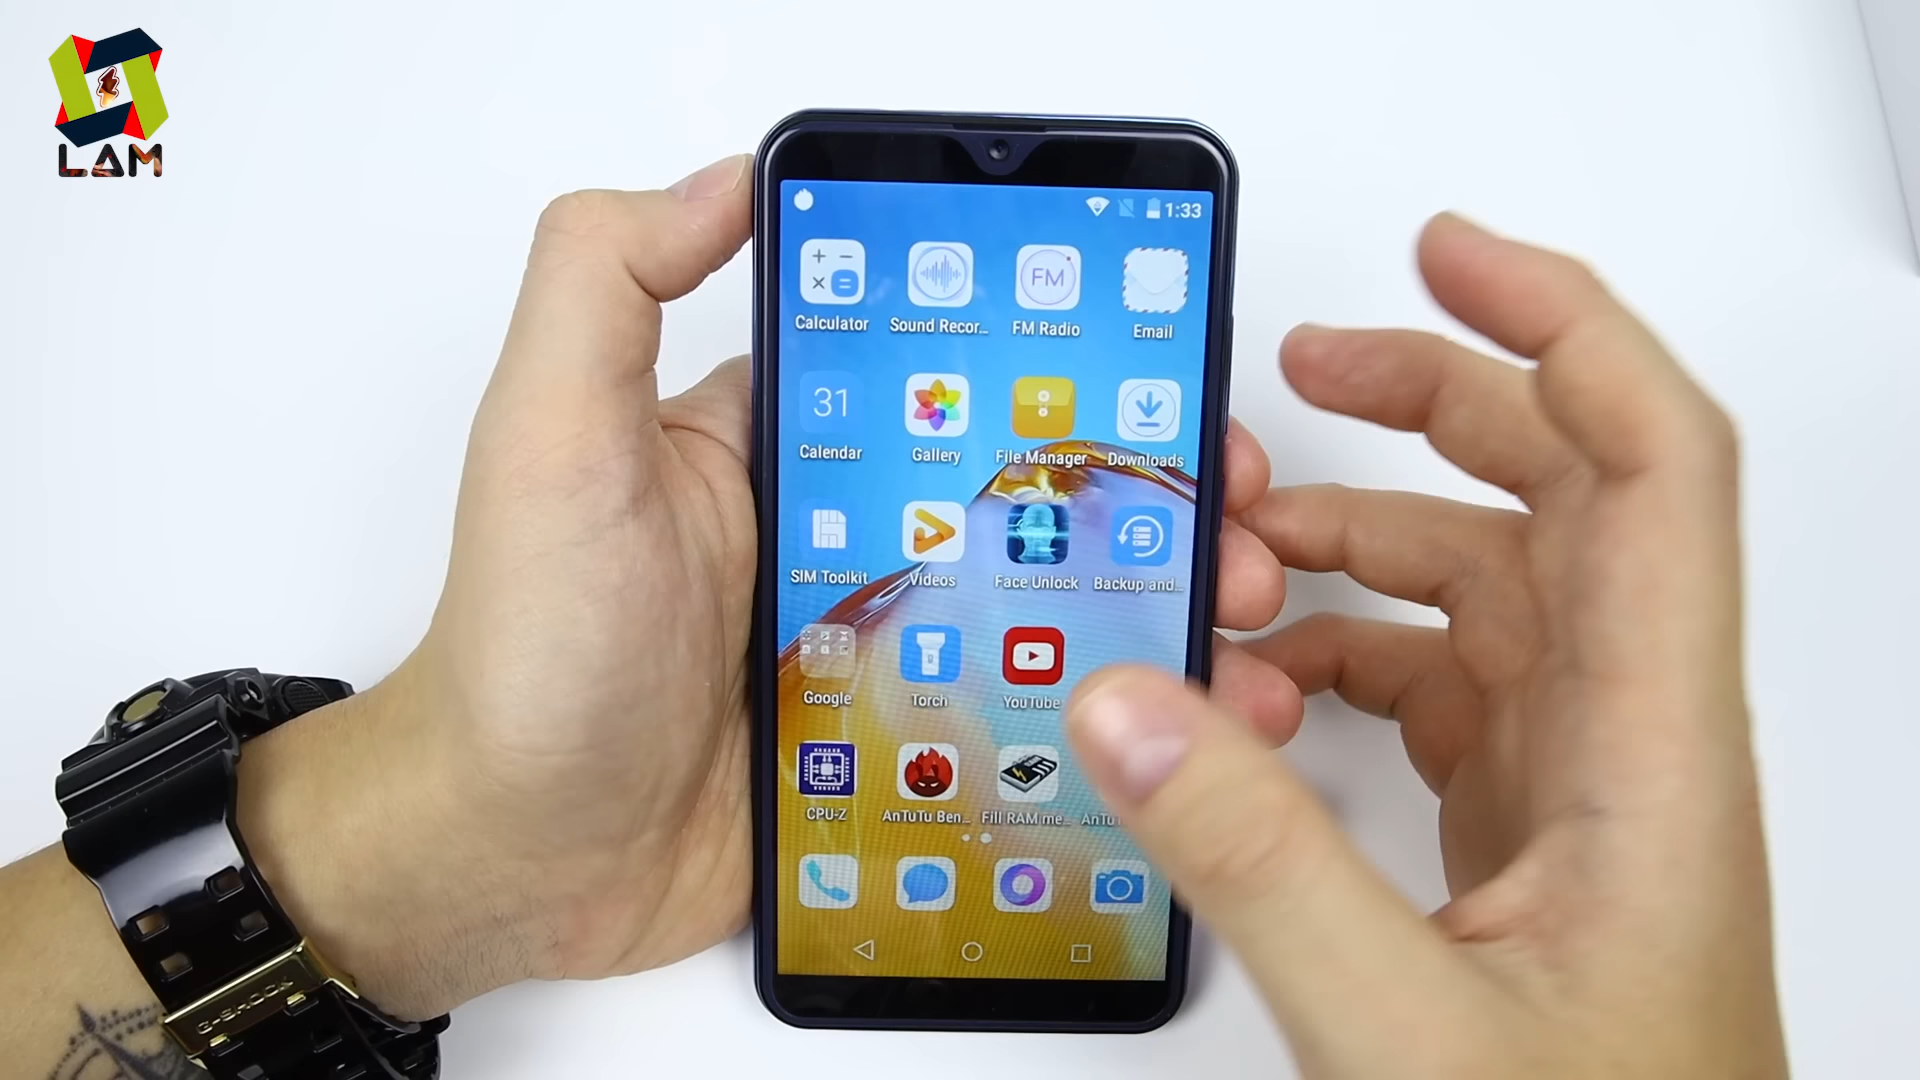 LAM
1:33
FM
Calculator
Sound Recor...
FM Radio
Email
31
Calendar
Gallery
File Manager
Downloads
SIM Toolkit
Videos
Face Unlock
Backup and...
Google
Torch
YouTube
CPU-Z
AnTuTu Ben...
Fill RAM me...
AnTu
G-SHOCK